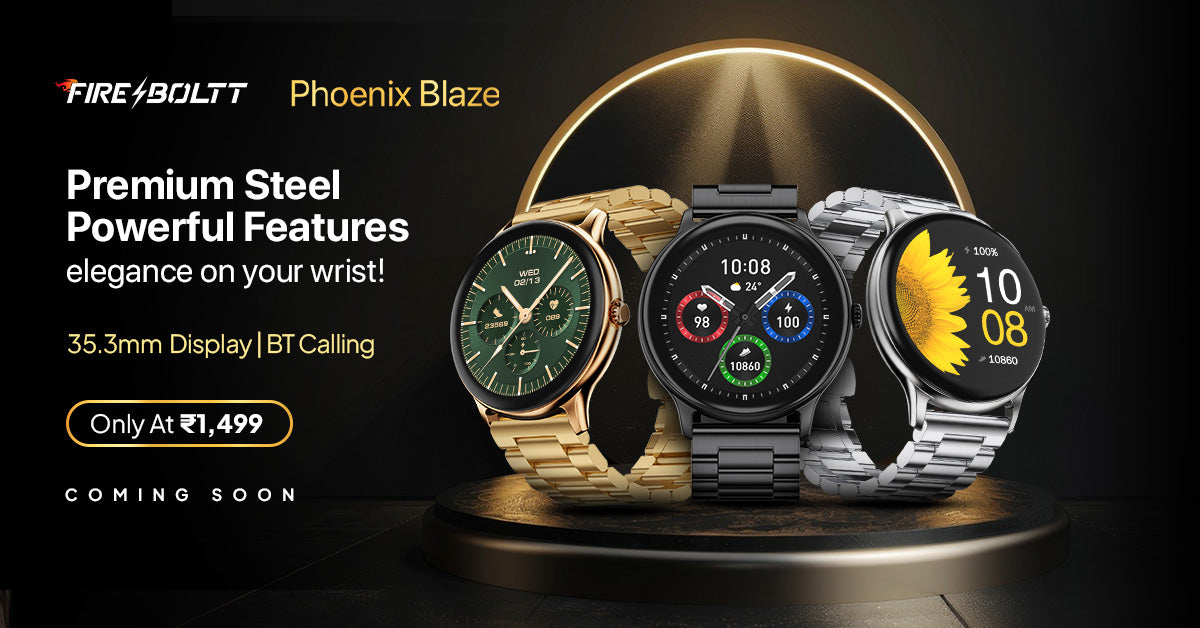 FIRE BOLTT
Phoenix Blaze
Premium Steel
Powerful Features
elegance on your wrist!
35.3mm Display | BT Calling
Only At ₹1,499
COMING SOON
WED
02/13
23569
089
10:08
24°
98
100
10860
100%
10
AM
08
10860